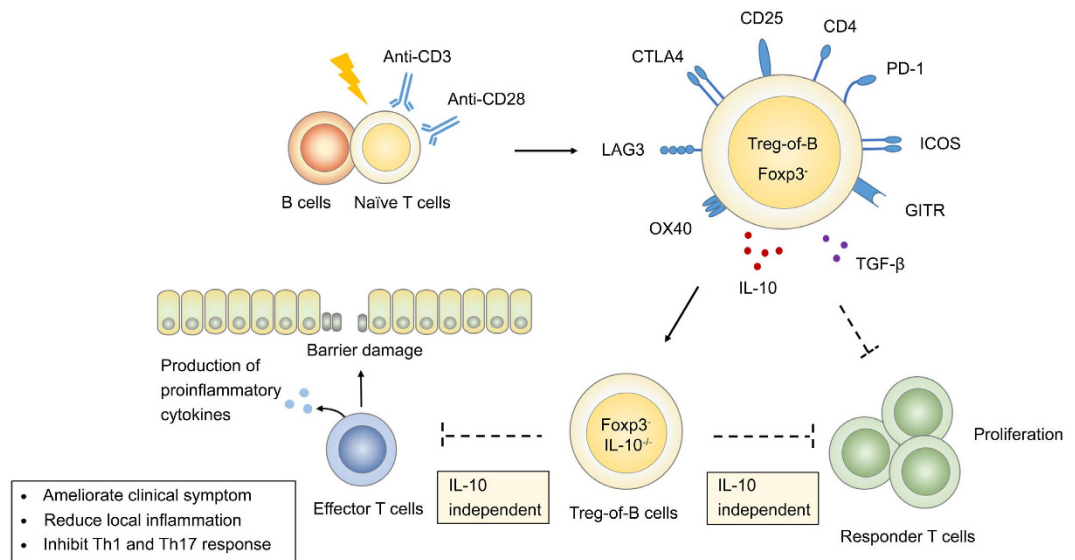 Anti-CD3
Anti-CD28
B cells
Naïve T cells
CD25
CD4
CTLA4
PD-1
LAG3
ICOS
Treg-of-B
Foxp3⁻
GITR
OX40
IL-10
TGF-β
Barrier damage
Production of
proinflammatory
cytokines
Effector T cells
IL-10
independent
Foxp3⁻
IL-10⁻/⁻
Treg-of-B cells
IL-10
independent
Proliferation
Responder T cells
• Ameliorate clinical symptom
• Reduce local inflammation
• Inhibit Th1 and Th17 response